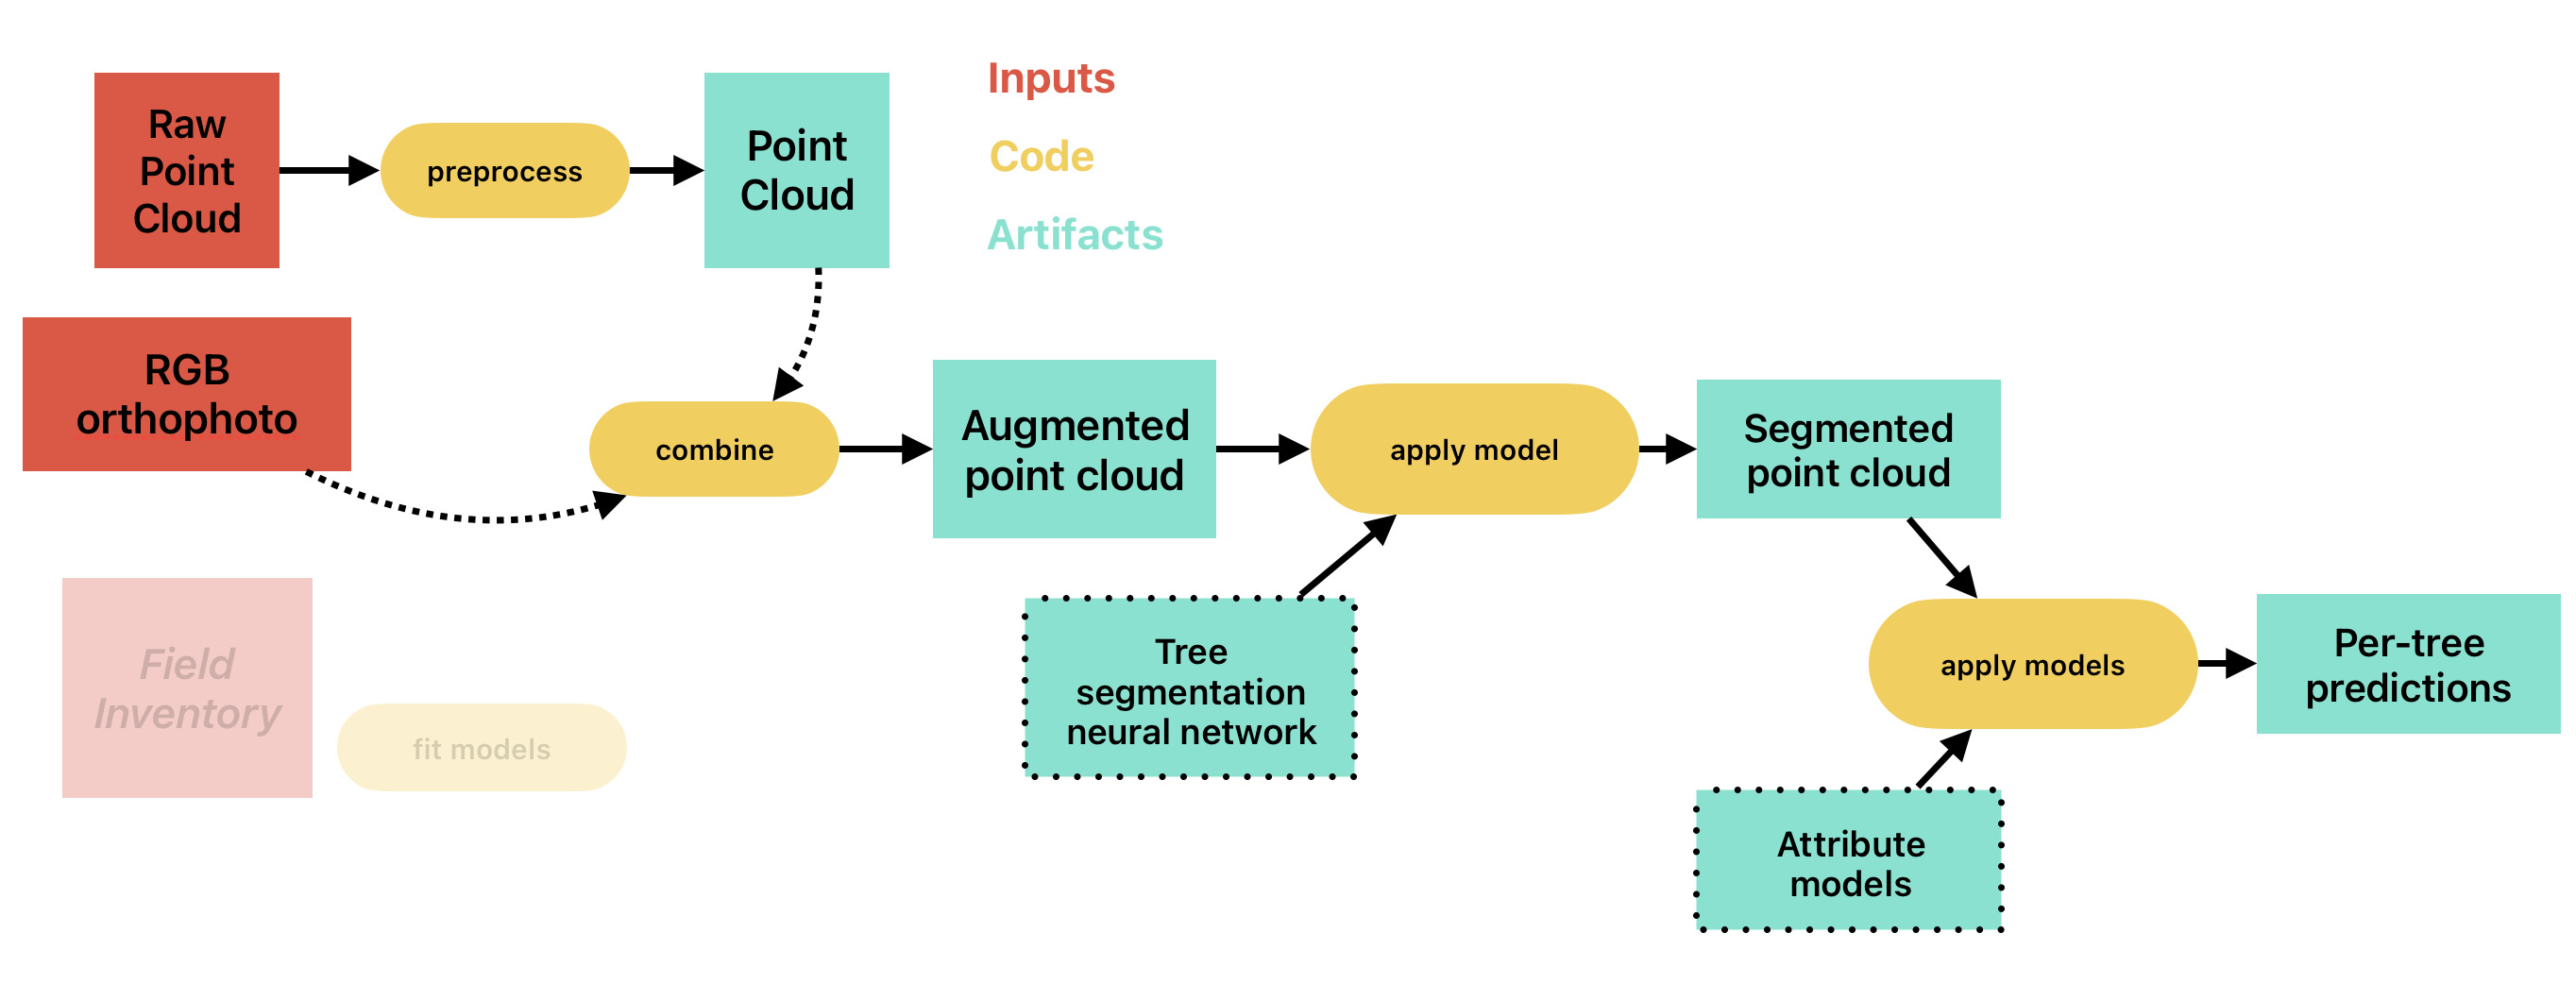 Raw
Point
Cloud
preprocess
Point
Cloud
Inputs
Code
Artifacts
RGB
orthophoto
combine
Augmented
point cloud
apply model
Segmented
point cloud
Field
Inventory
fit models
Tree
segmentation
neural network
apply models
Per-tree
predictions
Attribute
models